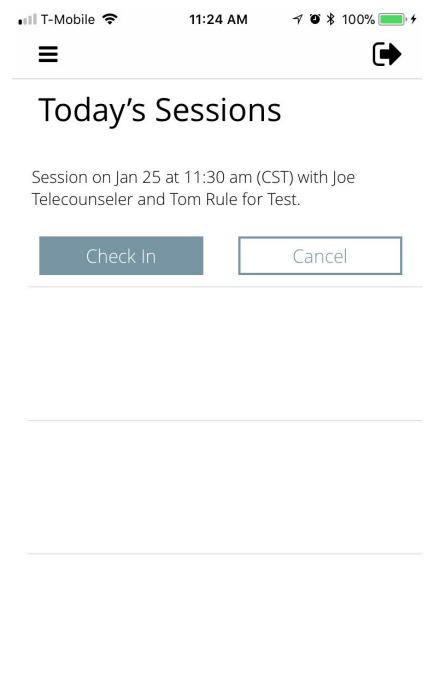 T-Mobile 11:24 AM 100%
Today’s Sessions
Session on Jan 25 at 11:30 am (CST) with Joe
Telecounseler and Tom Rule for Test.
Check In Cancel